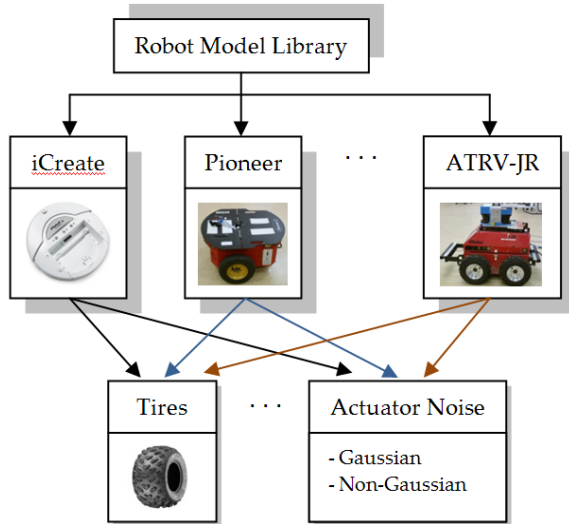 Robot Model Library
iCreate
Pioneer
. . .
ATRV-JR
Tires
. . .
Actuator Noise
- Gaussian
- Non-Gaussian